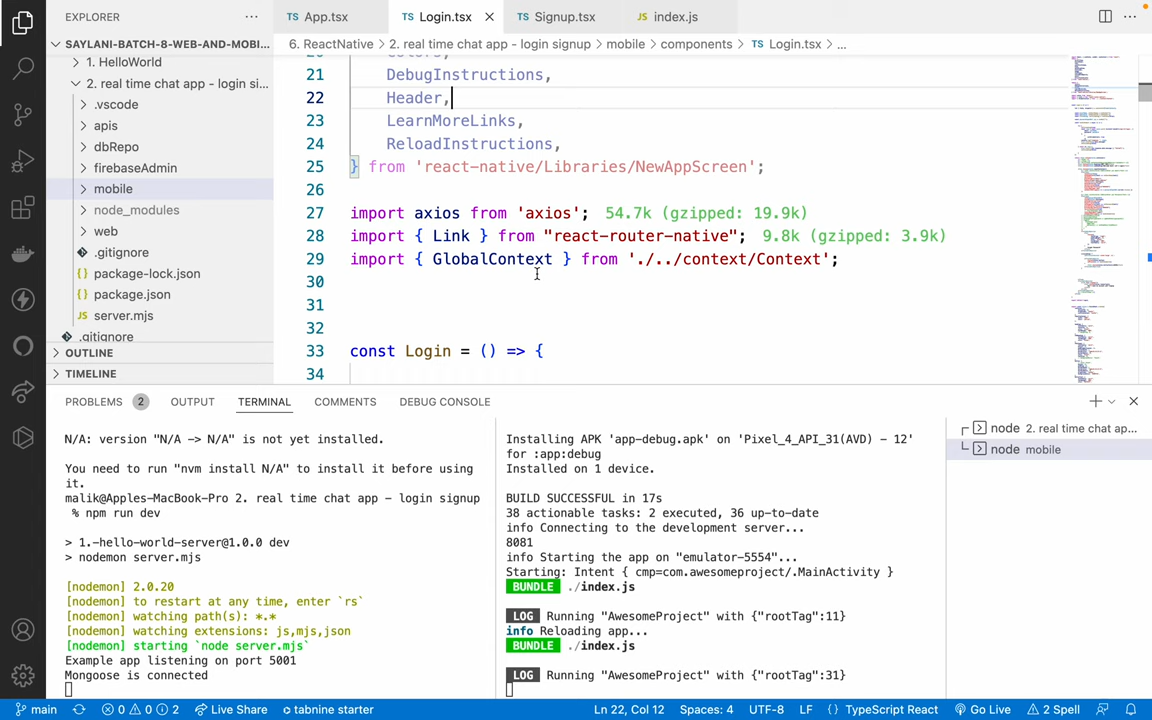 EXPLORER
TS App.tsx
TS Login.tsx
TS Signup.tsx
JS index.js
SAYLANI-BATCH-8-WEB-AND-MOBI...
1. HelloWorld
2. real time chat app - login si...
.vscode
apis
dbRepo
firebaseAdmin
mobile
node_modules
web
.gitignore
{} package-lock.json
{} package.json
JS server.mjs
.gitignore
OUTLINE
TIMELINE
6. ReactNative > 2. real time chat app - login signup > mobile > components > TS Login.tsx > ...
21 DebugInstructions,
22 Header,
23 LearnMoreLinks,
24 ReloadInstructions,
25 } from 'react-native/Libraries/NewAppScreen';
26
27 import axios from 'axios'; 54.7k (gzipped: 19.9k)
28 import { Link } from "react-router-native"; 9.8k (gzipped: 3.9k)
29 import { GlobalContext } from './../context/Context';
30
31
32
33 const Login = () => {
34
PROBLEMS 2 OUTPUT TERMINAL COMMENTS DEBUG CONSOLE
N/A: version "N/A -> N/A" is not yet installed.
You need to run "nvm install N/A" to install it before using
it.
malik@Apples-MacBook-Pro 2. real time chat app - login signup
% npm run dev
> 1.-hello-world-server@1.0.0 dev
> nodemon server.mjs
[nodemon] 2.0.20
[nodemon] to restart at any time, enter `rs`
[nodemon] watching path(s): *.*
[nodemon] watching extensions: js,mjs,json
[nodemon] starting `node server.mjs`
Example app listening on port 5001
Mongoose is connected
Installing APK 'app-debug.apk' on 'Pixel_4_API_31(AVD) - 12'
for :app:debug
Installed on 1 device.
BUILD SUCCESSFUL in 17s
38 actionable tasks: 2 executed, 36 up-to-date
info Connecting to the development server...
8081
info Starting the app on "emulator-5554"...
Starting: Intent { cmp=com.awesomeproject/.MainActivity }
BUNDLE ./index.js
LOG Running "AwesomeProject" with {"rootTag":11}
info Reloading app...
BUNDLE ./index.js
LOG Running "AwesomeProject" with {"rootTag":31}
node 2. real time chat ap...
node mobile
main 0 0 2 Live Share tabnine starter Ln 22, Col 12 Spaces: 4 UTF-8 LF {} TypeScript React Go Live 2 Spell